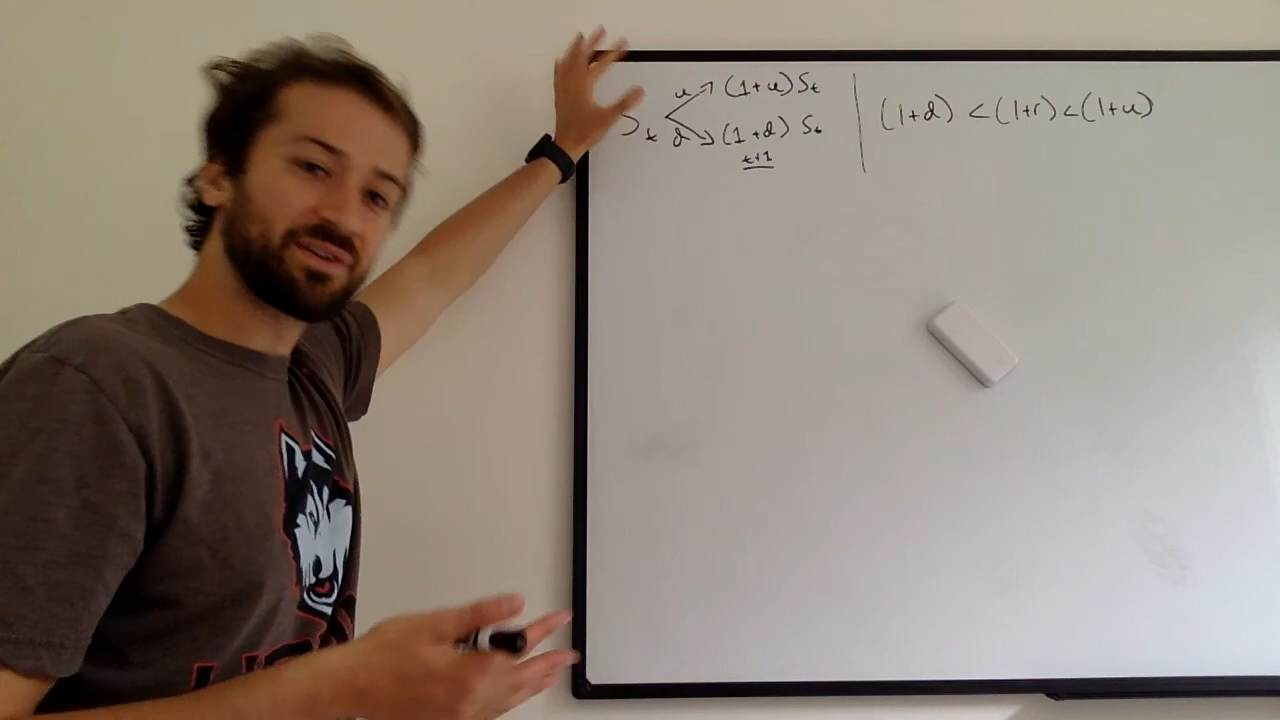 u ↗ (1+u) Sₜ
Sₜ
d ↘ (1+d) Sₜ
t+1
(1+d) < (1+r) < (1+u)